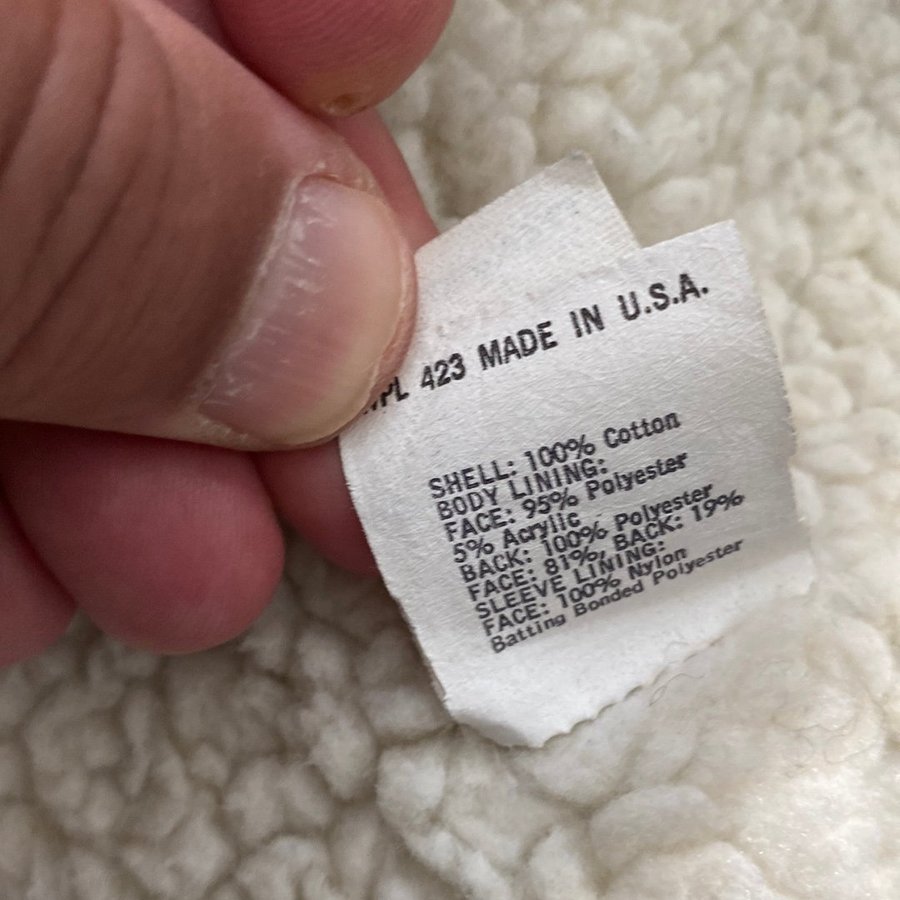 423 MADE IN U.S.A.
SHELL: 100% Cotton
BODY LINING:
FACE: 95% Polyester
5% Acrylic
BACK: 100% Polyester
FACE: 81%, BACK: 19%
SLEEVE LINING:
FACE: 100% Nylon
Batting Bonded Polyester